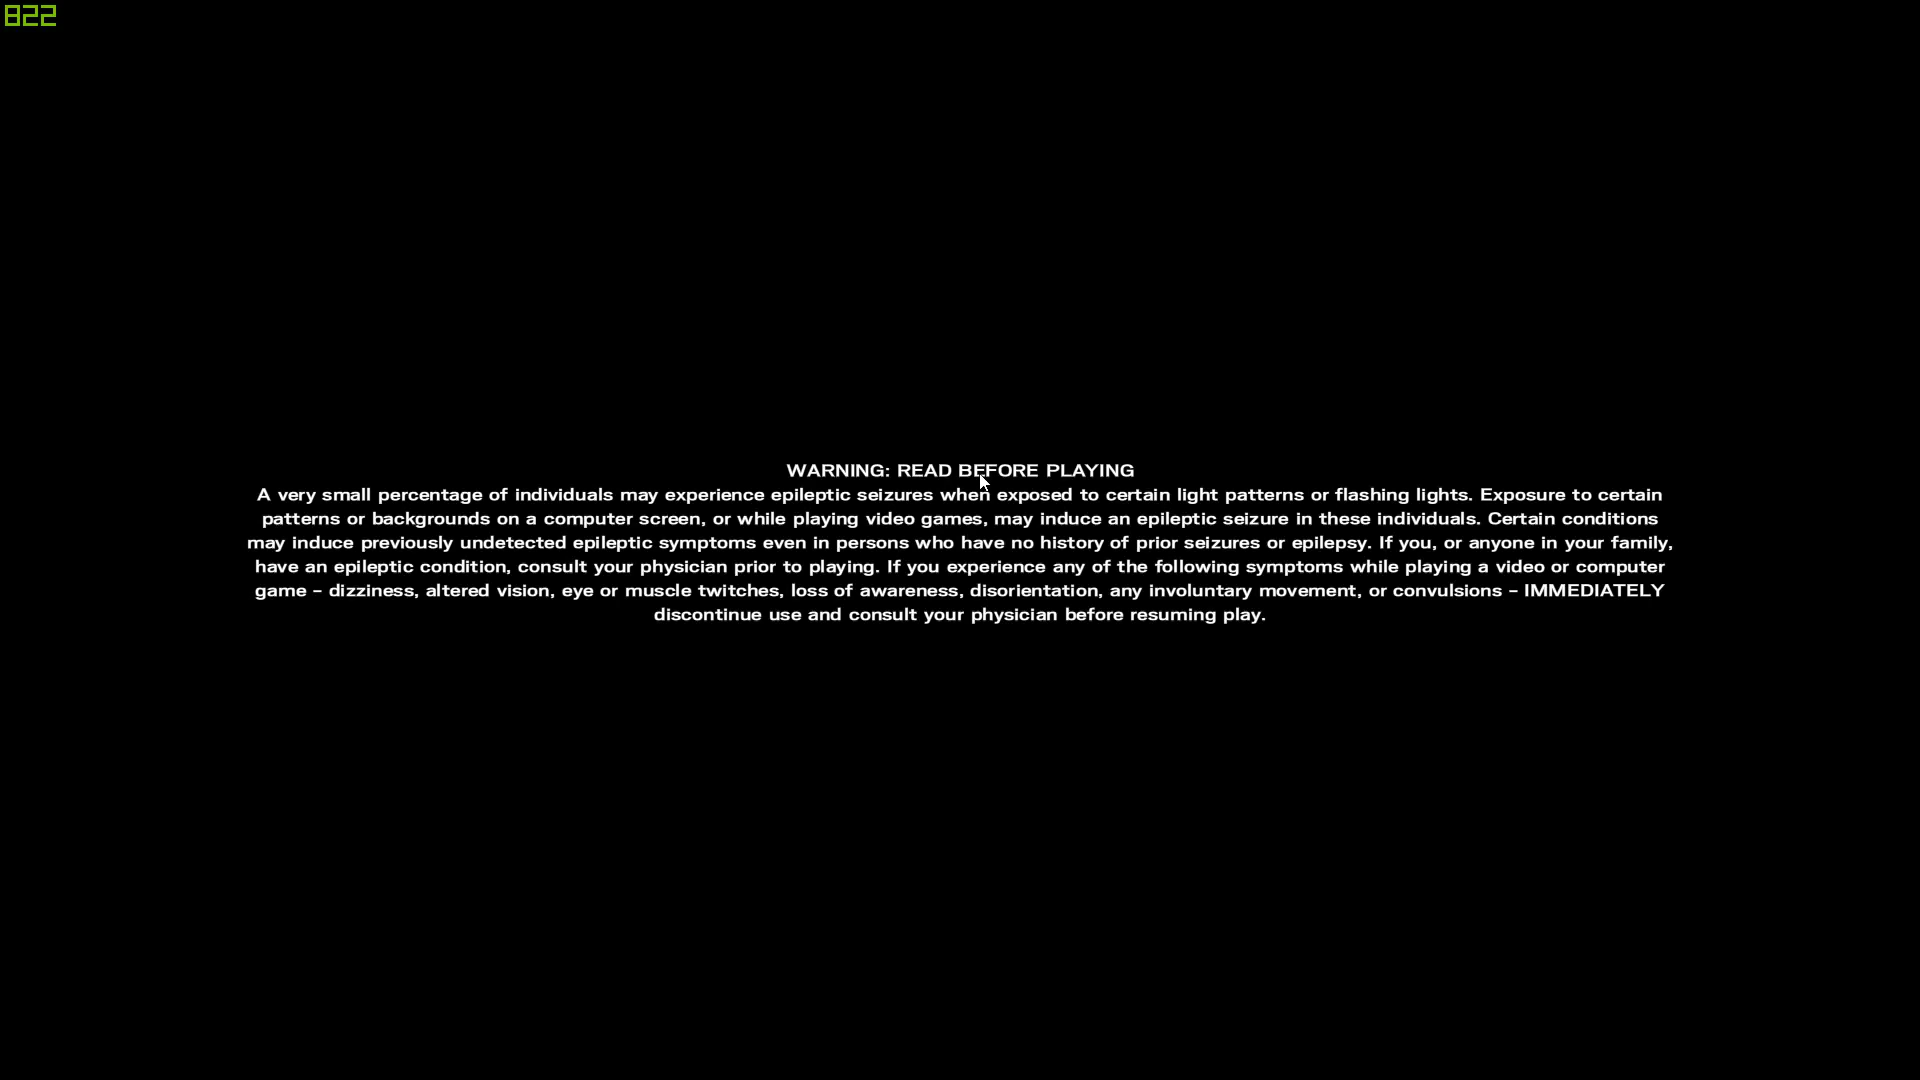 822
WARNING: READ BEFORE PLAYING
A very small percentage of individuals may experience epileptic seizures when exposed to certain light patterns or flashing lights. Exposure to certain
patterns or backgrounds on a computer screen, or while playing video games, may induce an epileptic seizure in these individuals. Certain conditions
may induce previously undetected epileptic symptoms even in persons who have no history of prior seizures or epilepsy. If you, or anyone in your family,
have an epileptic condition, consult your physician prior to playing. If you experience any of the following symptoms while playing a video or computer
game - dizziness, altered vision, eye or muscle twitches, loss of awareness, disorientation, any involuntary movement, or convulsions - IMMEDIATELY
discontinue use and consult your physician before resuming play.